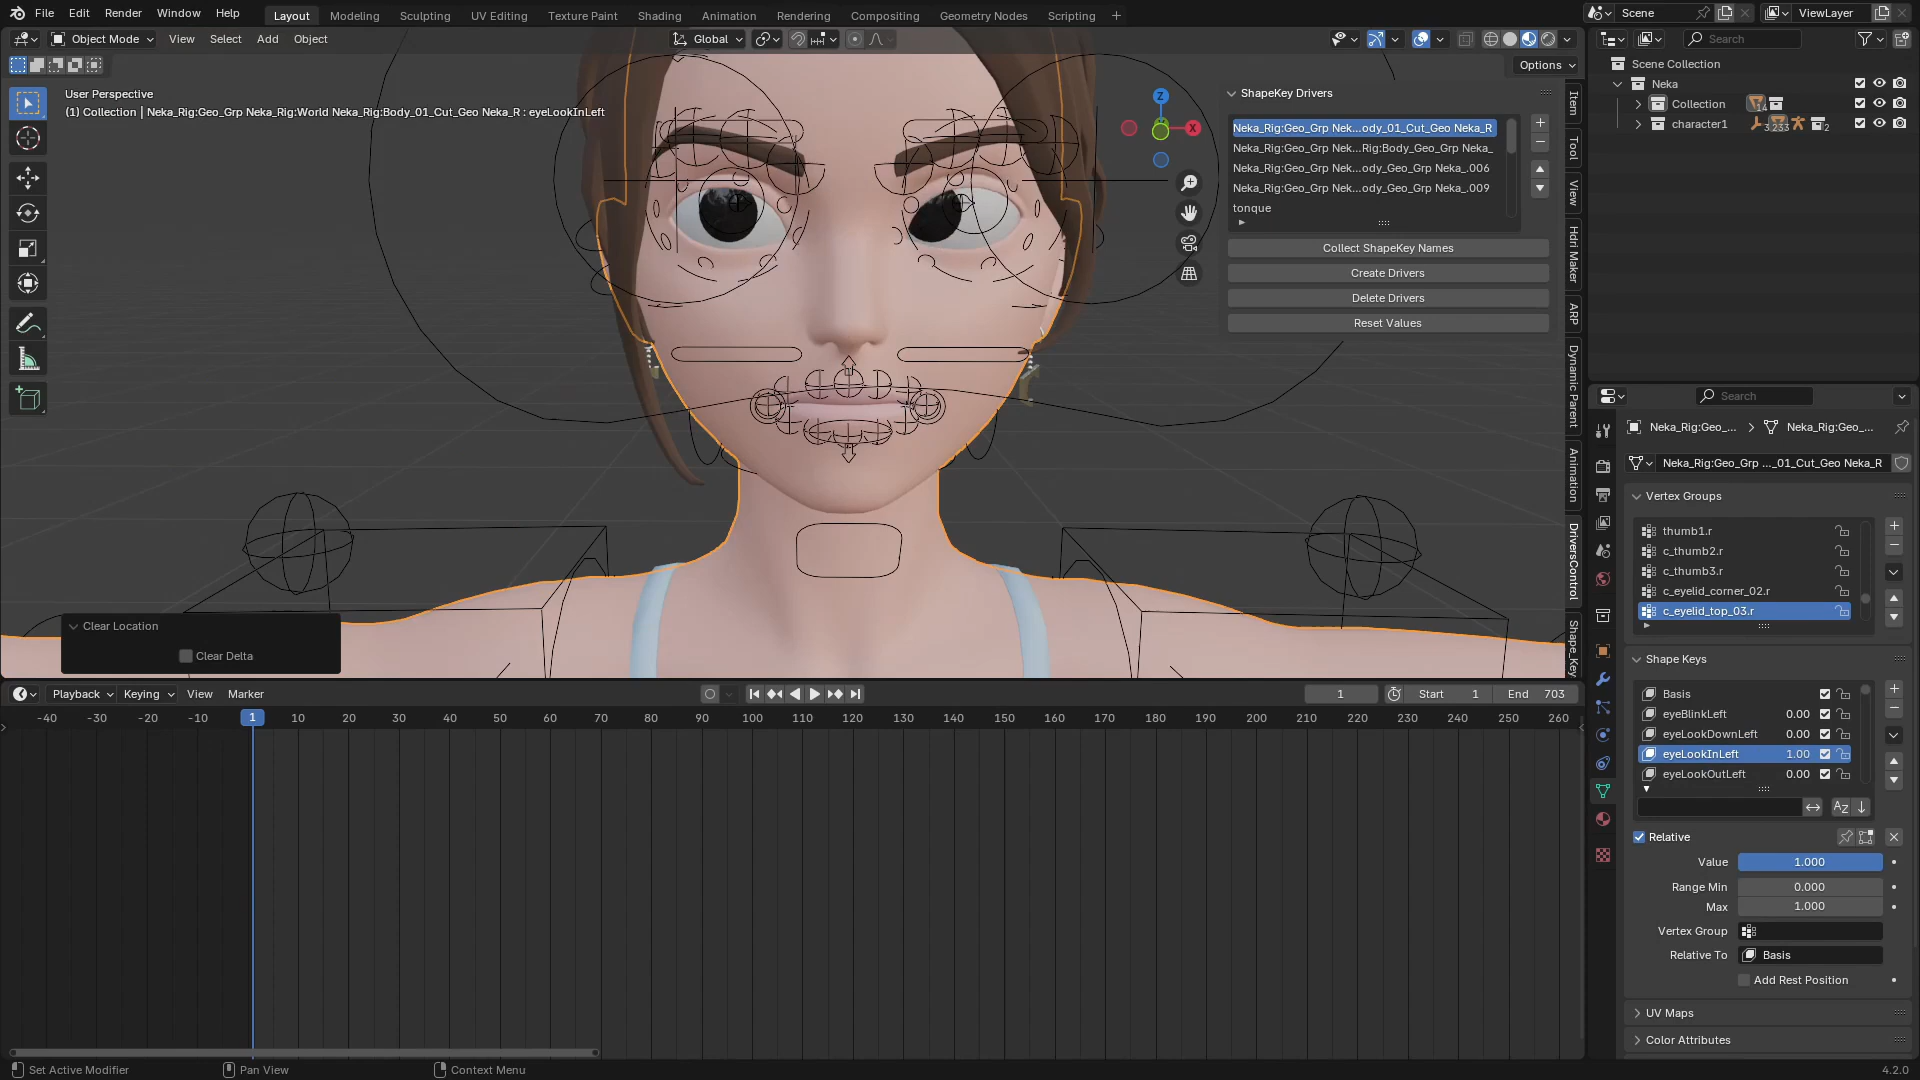 File Edit Render Window Help Layout Modeling Sculpting UV Editing Texture Paint Shading Animation Rendering Compositing Geometry Nodes Scripting + Scene ViewLayer
Object Mode View Select Add Object Global Search
Options
Scene Collection
Neka
Collection 14
character1 3 233 2
User Perspective
(1) Collection | Neka_Rig:Geo_Grp Neka_Rig:World Neka_Rig:Body_01_Cut_Geo Neka_R : eyeLookInLeft
Z
X
ShapeKey Drivers
Neka_Rig:Geo_Grp Nek...ody_01_Cut_Geo Neka_R
Neka_Rig:Geo_Grp Nek...Rig:Body_Geo_Grp Neka_
Neka_Rig:Geo_Grp Nek...ody_Geo_Grp Neka_.006
Neka_Rig:Geo_Grp Nek...ody_Geo_Grp Neka_.009
tonque
Collect ShapeKey Names
Create Drivers
Delete Drivers
Reset Values
Item
Tool
View
Hdri Maker
ARP
Dynamic Parent
Animation
DriversControl
Shape_Key
Clear Location
Clear Delta
Search
Neka_Rig:Geo_... Neka_Rig:Geo_...
Neka_Rig:Geo_Grp ..._01_Cut_Geo Neka_R
Vertex Groups
thumb1.r
c_thumb2.r
c_thumb3.r
c_eyelid_corner_02.r
c_eyelid_top_03.r
Shape Keys
Basis
eyeBlinkLeft 0.00
eyeLookDownLeft 0.00
eyeLookInLeft 1.00
eyeLookOutLeft 0.00
Relative
Value 1.000
Range Min 0.000
Max 1.000
Vertex Group
Relative To Basis
Add Rest Position
UV Maps
Color Attributes
Playback Keying View Marker 1 Start 1 End 703
-40 -30 -20 -10 1 10 20 30 40 50 60 70 80 90 100 110 120 130 140 150 160 170 180 190 200 210 220 230 240 250 260
Set Active Modifier Pan View Context Menu 4.2.0